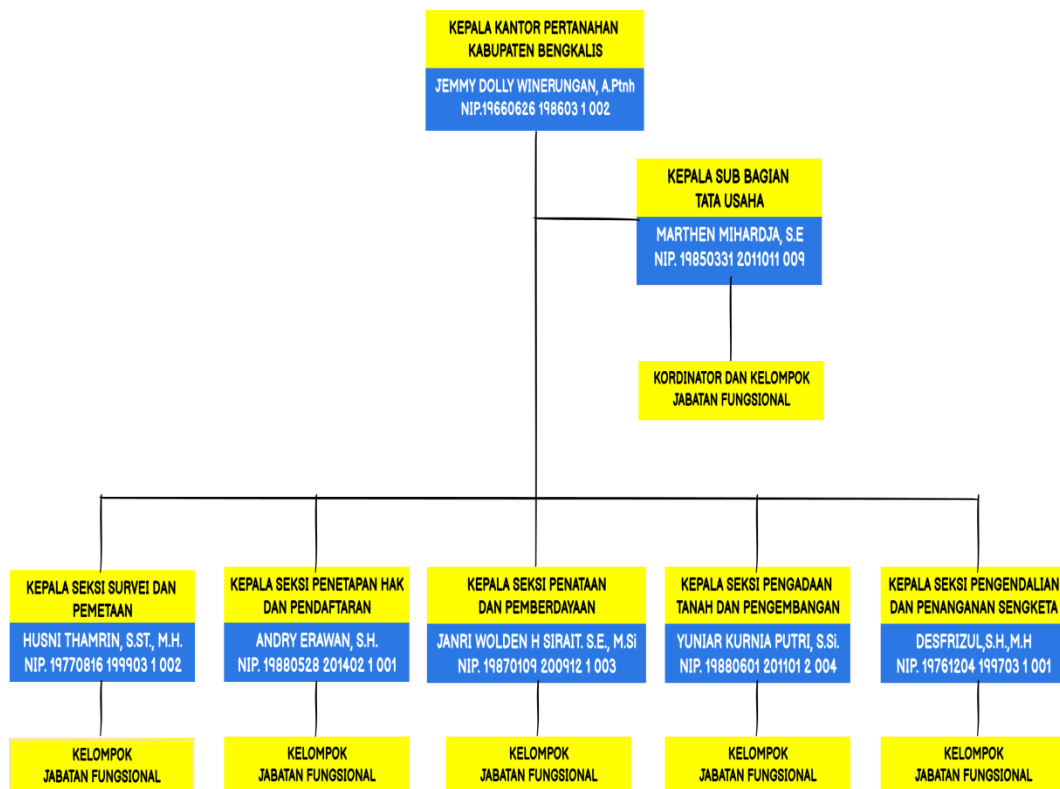 KEPALA KANTOR PERTANAHAN
KABUPATEN BENGKALIS
JEMMY DOLLY WINERUNGAN, A.Ptnh
NIP.19660626 198603 1 002
KEPALA SUB BAGIAN
TATA USAHA
MARTHEN MIHARDJA, S.E
NIP. 19850331 2011011 009
KORDINATOR DAN KELOMPOK
JABATAN FUNGSIONAL
KEPALA SEKSI SURVEI DAN
PEMETAAN
HUSNI THAMRIN, S.ST., M.H.
NIP. 19770816 199903 1 002
KELOMPOK
JABATAN FUNGSIONAL
KEPALA SEKSI PENETAPAN HAK
DAN PENDAFTARAN
ANDRY ERAWAN, S.H.
NIP. 19880528 201402 1 001
KELOMPOK
JABATAN FUNGSIONAL
KEPALA SEKSI PENATAAN
DAN PEMBERDAYAAN
JANRI WOLDEN H SIRAIT. S.E., M.Si
NIP. 19870109 200912 1 003
KELOMPOK
JABATAN FUNGSIONAL
KEPALA SEKSI PENGADAAN
TANAH DAN PENGEMBANGAN
YUNIAR KURNIA PUTRI, S.Si.
NIP. 19880601 201101 2 004
KELOMPOK
JABATAN FUNGSIONAL
KEPALA SEKSI PENGENDALIAN
DAN PENANGANAN SENGKETA
DESFRIZUL,S.H.,M.H
NIP. 19761204 199703 1 001
KELOMPOK
JABATAN FUNGSIONAL